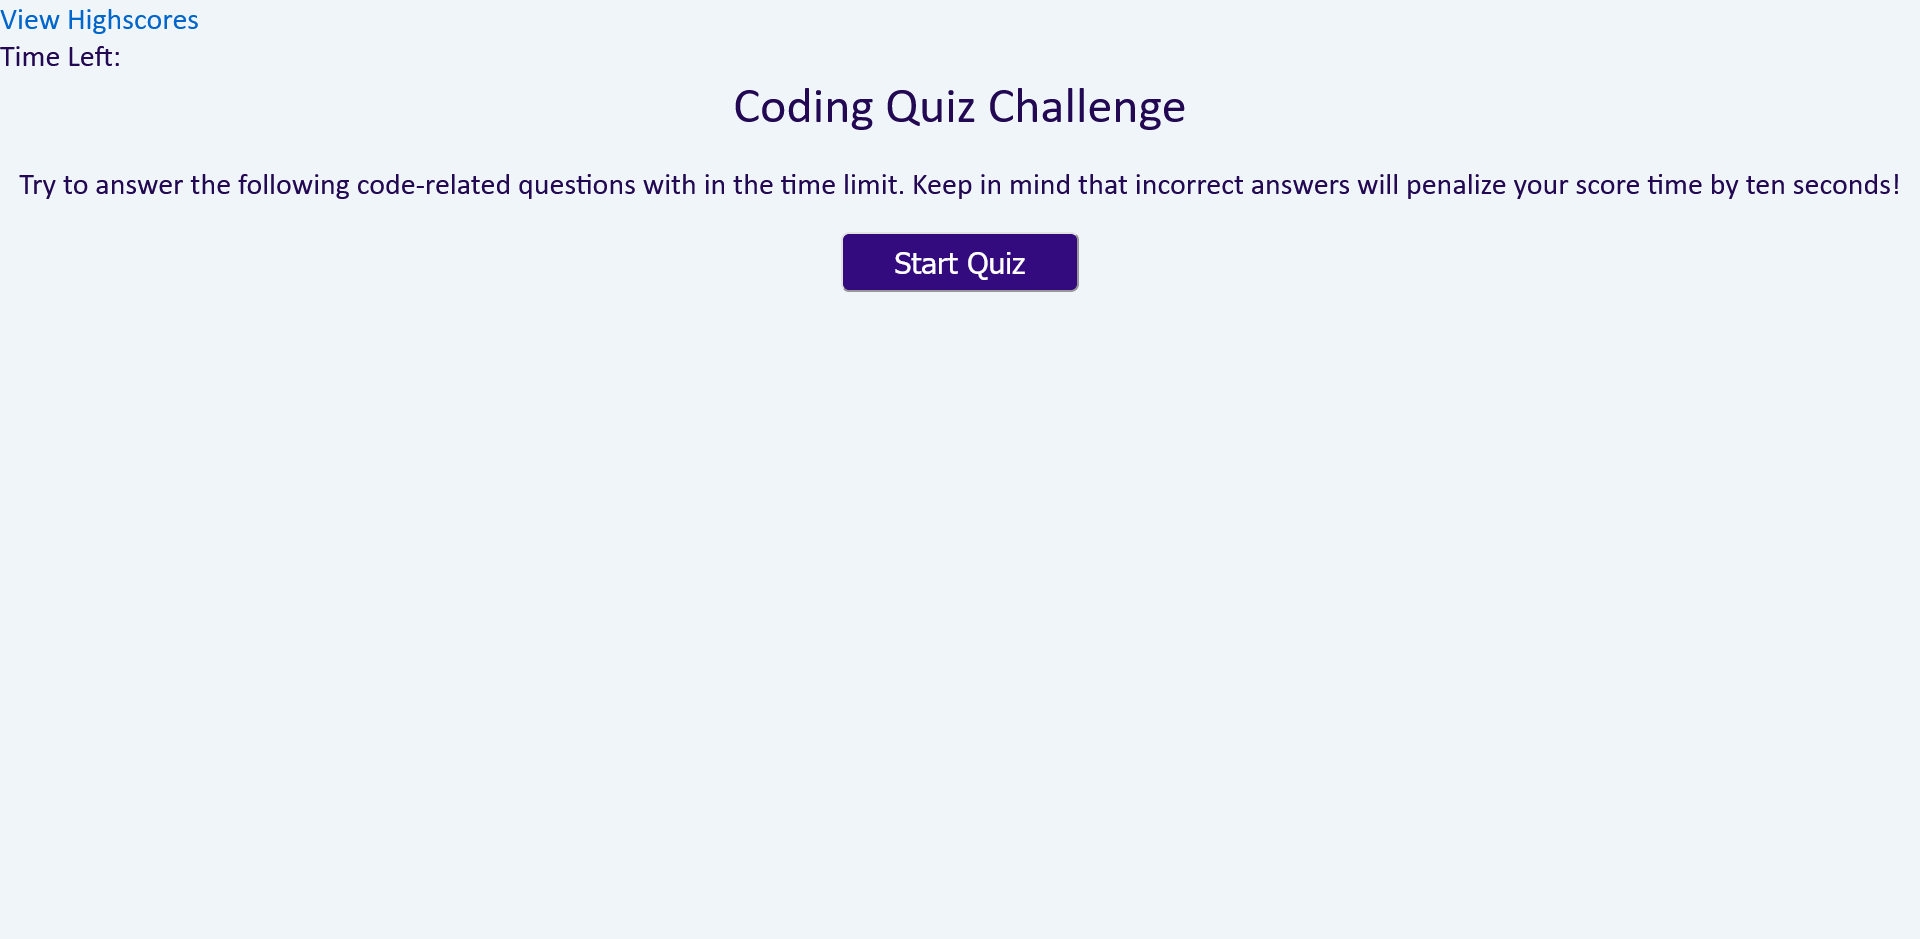 View Highscores
Time Left:
Coding Quiz Challenge
Try to answer the following code-related questions with in the time limit. Keep in mind that incorrect answers will penalize your score time by ten seconds!
Start Quiz